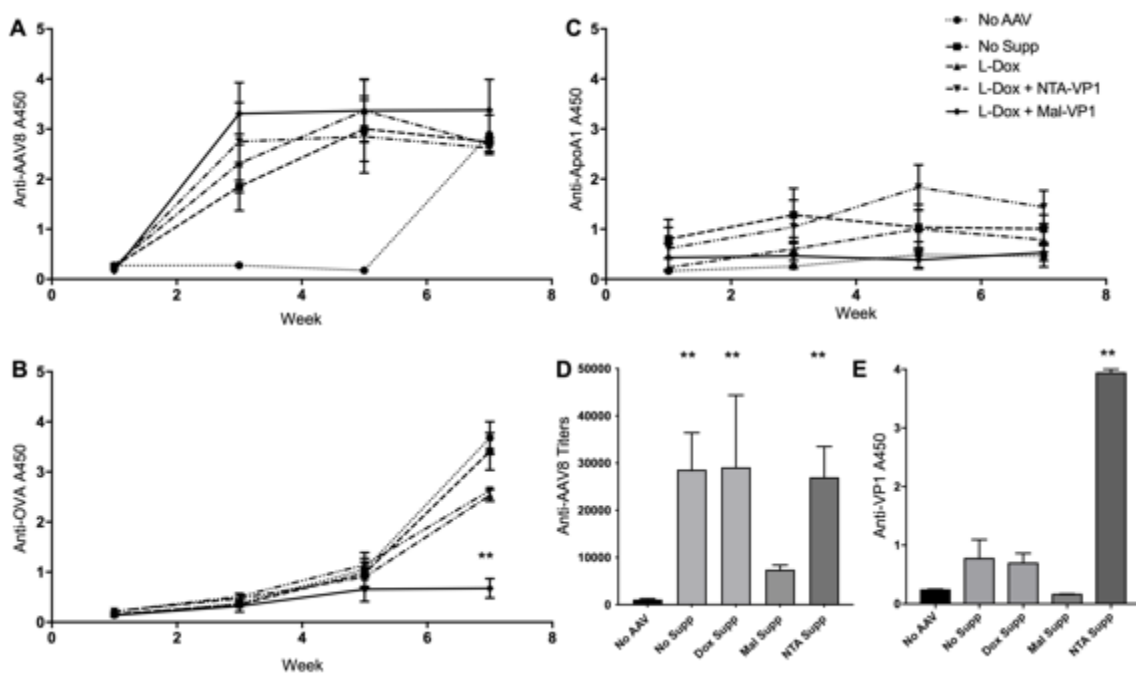 A
Anti-AAV8 A450
5
4
3
2
1
0
0 2 4 6 8
Week
C
Anti-ApoA1 A450
5
4
3
2
1
0
0 2 4 6 8
Week
No AAV
No Supp
L-Dox
L-Dox + NTA-VP1
L-Dox + Mal-VP1
B
Anti-OVA A450
5
4
3
2
1
0
0 2 4 6 8
**
Week
D
Anti-AAV8 Titers
50000
40000
30000
20000
10000
0
** ** **
No AAV
No Supp
Dox Supp
Mal Supp
NTA Supp
E
Anti-VP1 A450
4
3
2
1
0
**
No AAV
No Supp
Dox Supp
Mal Supp
NTA Supp